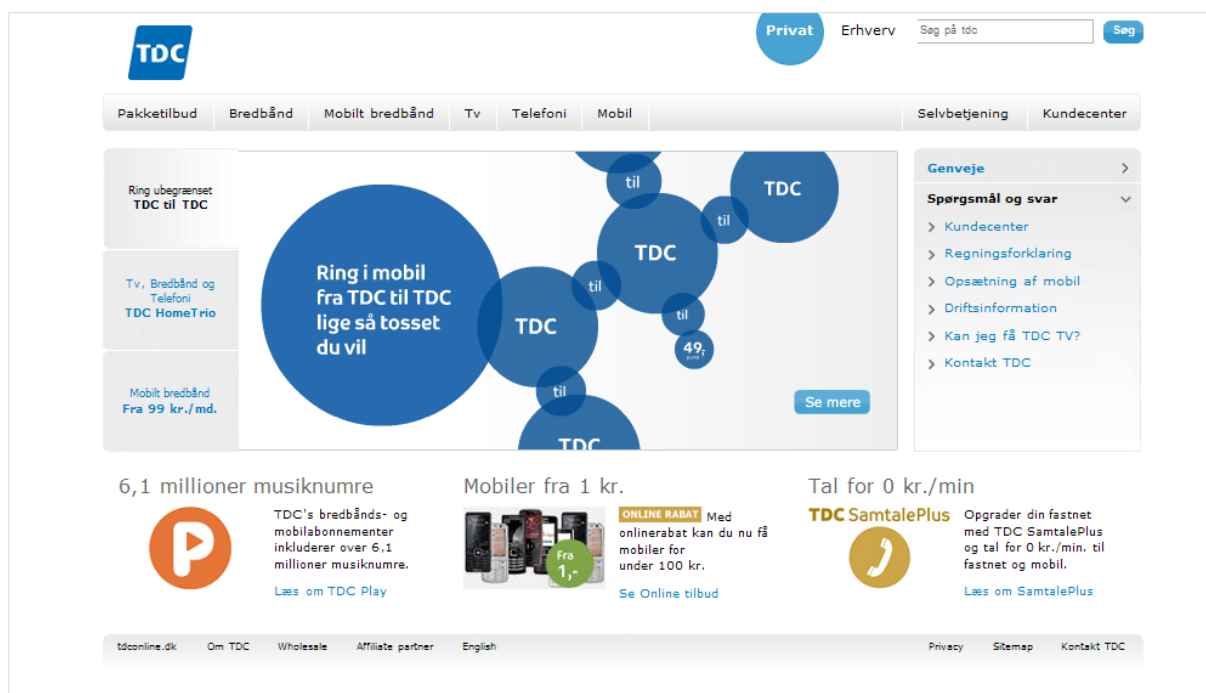 TDC
Privat
Erhverv
Søg på tdc
Søg
Pakketilbud
Bredbånd
Mobilt bredbånd
Tv
Telefoni
Mobil
Selvbetjening
Kundecenter
Ring ubegrænset
TDC til TDC
Tv, Bredbånd og
Telefoni
TDC HomeTrio
Mobilt bredbånd
Fra 99 kr./md.
Ring i mobil
fra TDC til TDC
lige så tosset
du vil
TDC
til
TDC
til
TDC
til
til
49,-
til
TDC
Se mere
Genveje
Spørgsmål og svar
Kundecenter
Regningsforklaring
Opsætning af mobil
Driftsinformation
Kan jeg få TDC TV?
Kontakt TDC
6,1 millioner musiknumre
P
TDC's bredbånds- og
mobilabonnementer
inkluderer over 6,1
millioner musiknumre.
Læs om TDC Play
Mobiler fra 1 kr.
Fra
1,-
ONLINE RABAT Med
onlinerabat kan du nu få
mobiler for
under 100 kr.
Se Online tilbud
Tal for 0 kr./min
TDC SamtalePlus
Opgrader din fastnet
med TDC SamtalePlus
og tal for 0 kr./min. til
fastnet og mobil.
Læs om SamtalePlus
tdconline.dk
Om TDC
Wholesale
Affiliate partner
English
Privacy
Sitemap
Kontakt TDC